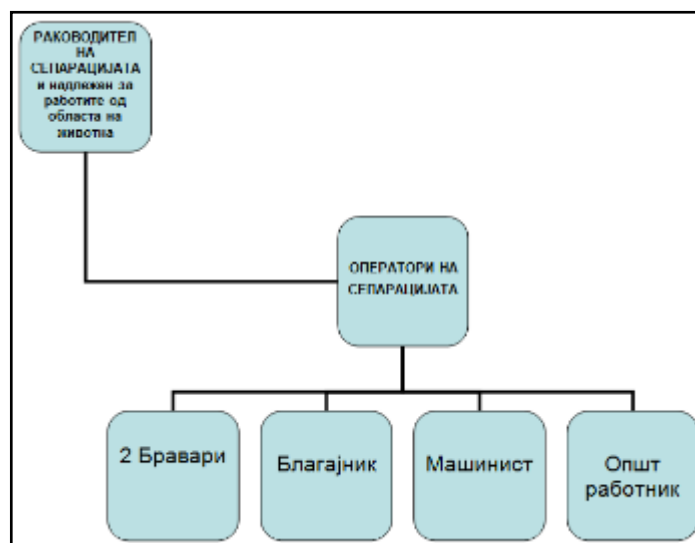 РАКОВОДИТЕЛ
НА
СЕПАРАЦИЈАТА
и надлежен за
работите од
областа на
животна
ОПЕРАТОРИ НА
СЕПАРАЦИЈАТА
2 Бравари
Благајник
Машинист
Општ
работник